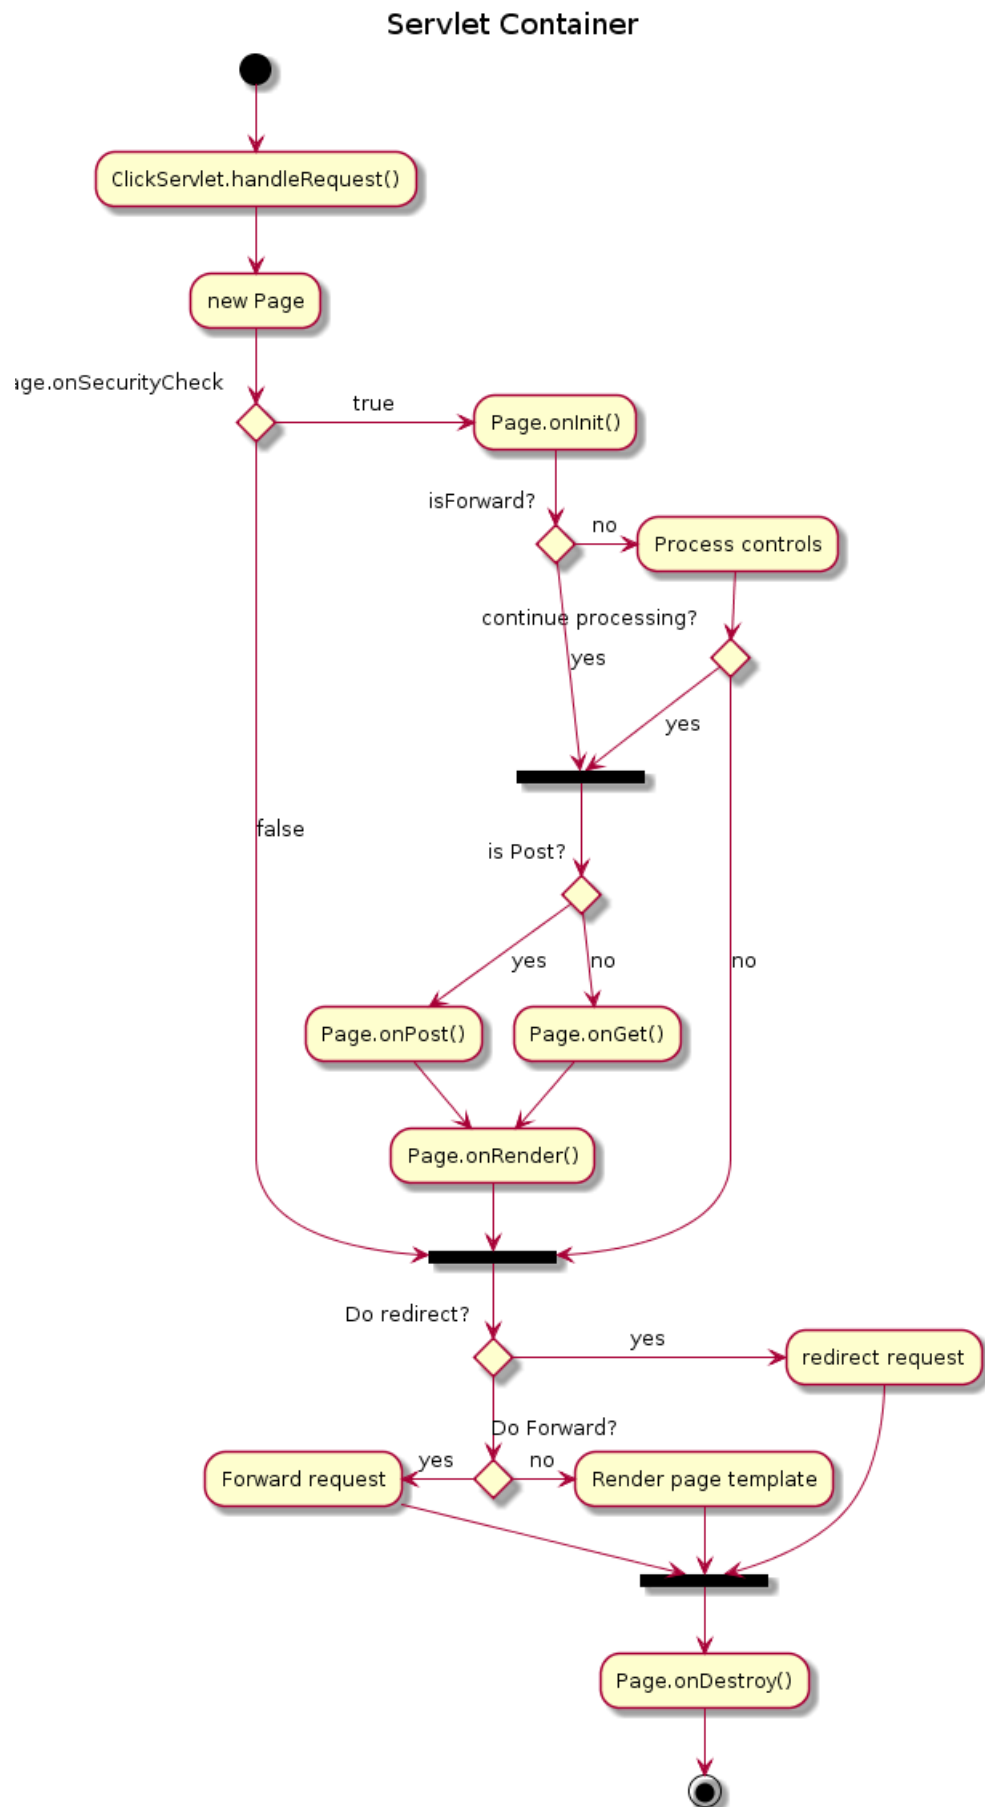 Servlet Container
ClickServlet.handleRequest()
new Page
age.onSecurityCheck
true
Page.onInit()
isForward?
no
Process controls
continue processing?
yes
yes
false
is Post?
yes
no
no
Page.onPost()
Page.onGet()
Page.onRender()
Do redirect?
yes
redirect request
Do Forward?
yes
no
Forward request
Render page template
Page.onDestroy()